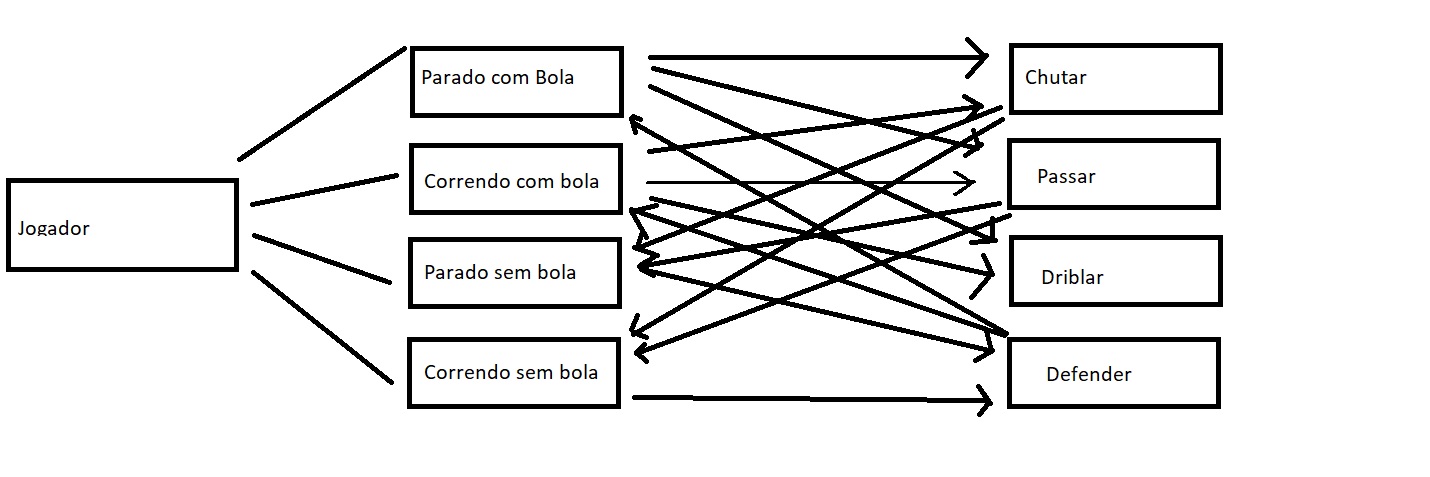 Jogador
Parado com Bola
Correndo com bola
Parado sem bola
Correndo sem bola
Chutar
Passar
Driblar
Defender